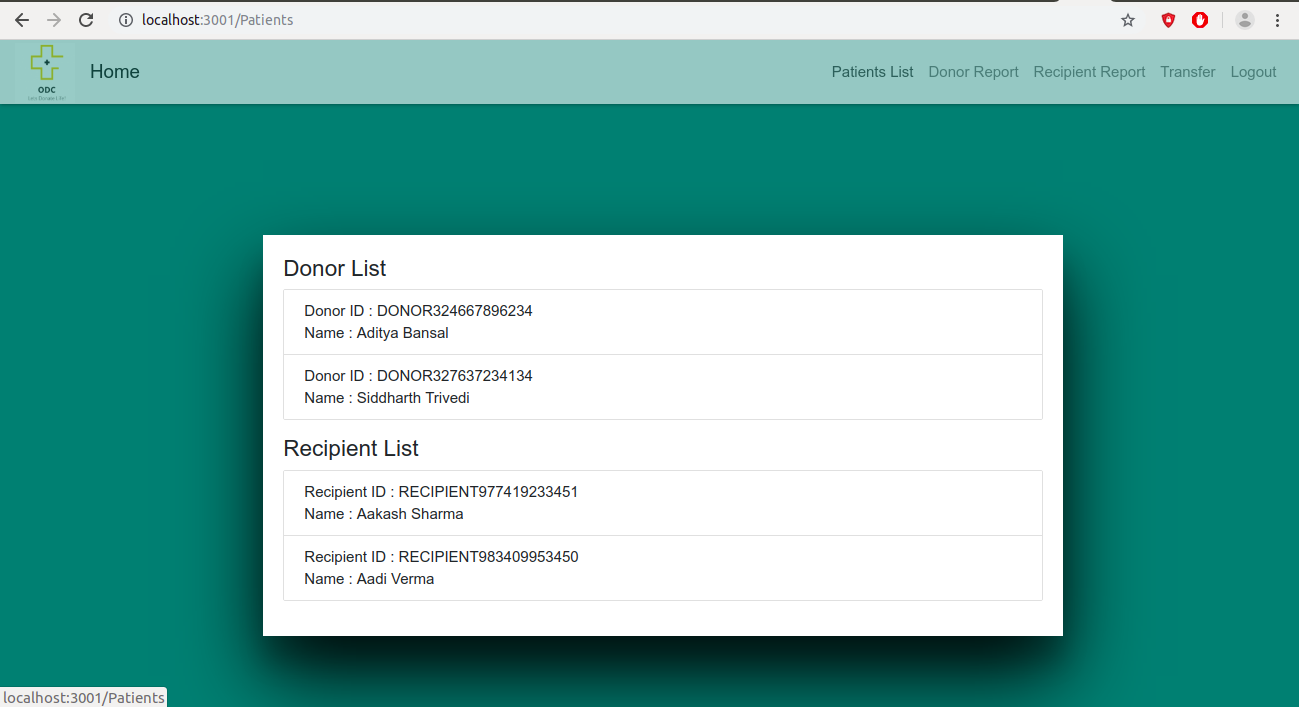 localhost:3001/Patients
ODC
Home
Patients List
Donor Report
Recipient Report
Transfer
Logout
Donor List
Donor ID : DONOR324667896234
Name : Aditya Bansal
Donor ID : DONOR327637234134
Name : Siddharth Trivedi
Recipient List
Recipient ID : RECIPIENT977419233451
Name : Aakash Sharma
Recipient ID : RECIPIENT983409953450
Name : Aadi Verma
localhost:3001/Patients